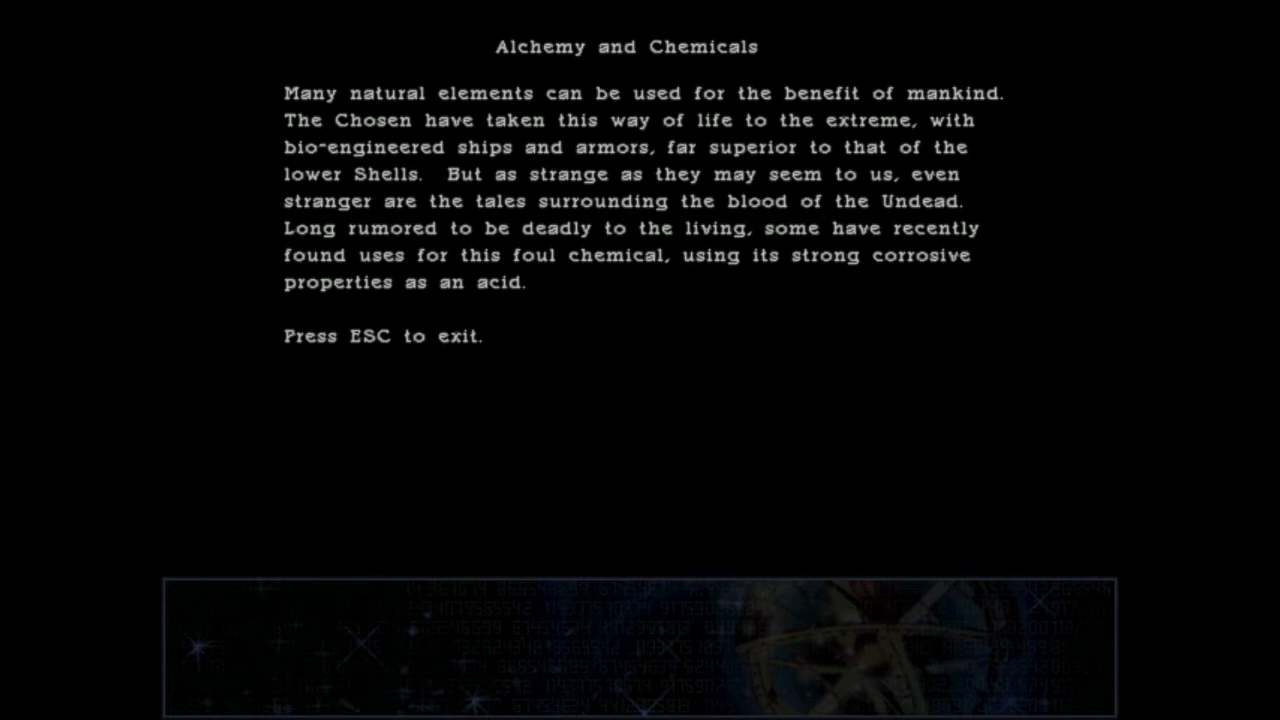 Alchemy and Chemicals
Many natural elements can be used for the benefit of mankind.
The Chosen have taken this way of life to the extreme, with
bio-engineered ships and armors, far superior to that of the
lower Shells.  But as strange as they may seem to us, even
stranger are the tales surrounding the blood of the Undead.
Long rumored to be deadly to the living, some have recently
found uses for this foul chemical, using its strong corrosive
properties as an acid.
Press ESC to exit.